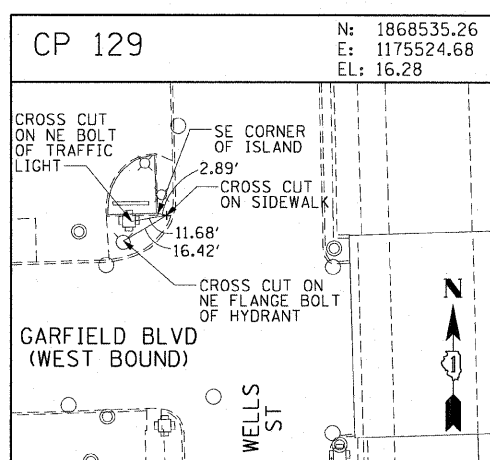 CP 129
N: 1868535.26
E: 1175524.68
EL: 16.28
CROSS CUT
ON NE BOLT
OF TRAFFIC
LIGHT
SE CORNER
OF ISLAND
2.89'
CROSS CUT
ON SIDEWALK
11.68'
16.42'
CROSS CUT ON
NE FLANGE BOLT
OF HYDRANT
GARFIELD BLVD
(WEST BOUND)
N
1
WELLS
ST